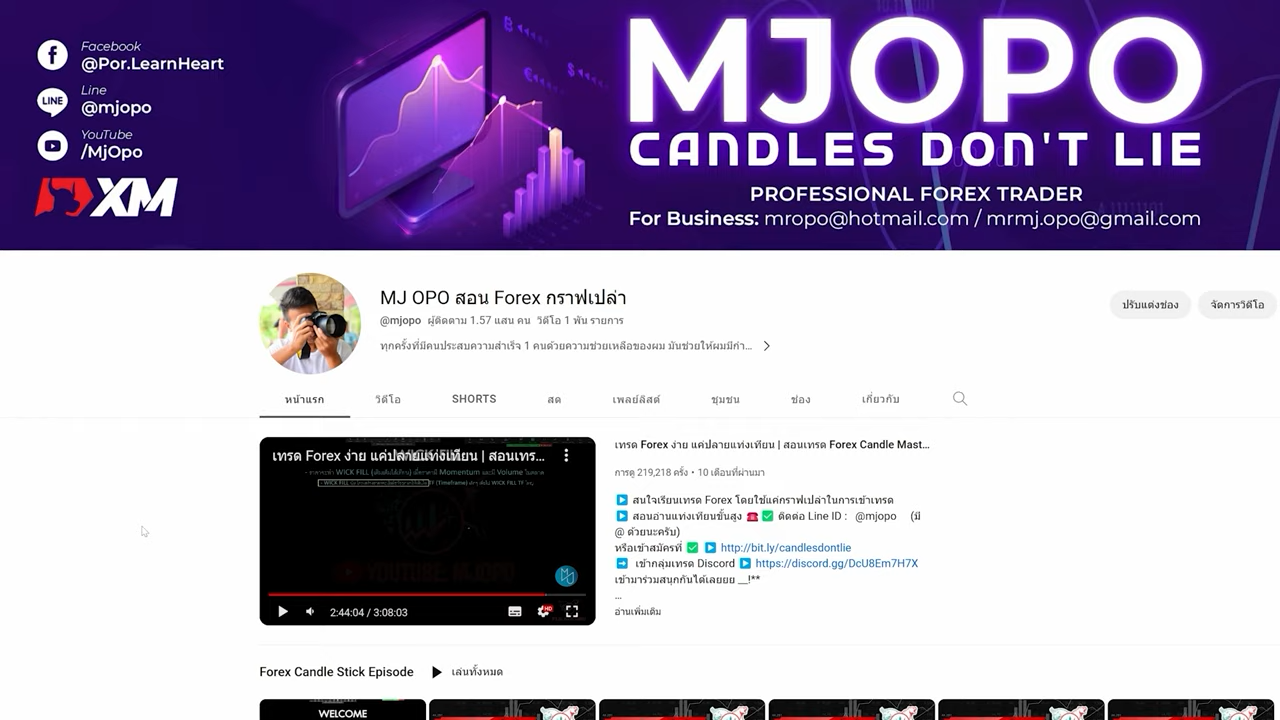 Facebook
@Por.LearnHeart
Line
LINE
@mjopo
YouTube
/MjOpo
XM
MJOPO
CANDLES DON'T LIE
PROFESSIONAL FOREX TRADER
For Business: mropo@hotmail.com / mrmj.opo@gmail.com
MJ OPO สอน Forex กราฟเปล่า
@mjopo ผู้ติดตาม 1.57 แสน คน วิดีโอ 1 พัน รายการ
ทุกครั้งที่มีคนประสบความสำเร็จ 1 คนด้วยความช่วยเหลือของผม มันช่วยให้ผมมีกำ...
ปรับแต่งช่อง
จัดการวิดีโอ
หน้าแรก วิดีโอ SHORTS สด เพลย์ลิสต์ ชุมชน ช่อง เกี่ยวกับ
เทรด Forex ง่าย แค่ปลายแท่งเทียน | สอนเทร...
- WICK FILL (Timeframe) WICK FILL TF
YOUTUBE: MJOPO
2:44:04 / 3:08:03
HD
เทรด Forex ง่าย แค่ปลายแท่งเทียน | สอนเทรด Forex Candle Mast...
การดู 219,218 ครั้ง • 10 เดือนที่ผ่านมา
สนใจเรียนเทรด Forex โดยใช้แค่กราฟเปล่าในการเข้าเทรด
สอนอ่านแท่งเทียนขั้นสูง ☎️ ✅ ติดต่อ Line ID : @mjopo (มี
@ ด้วยนะครับ)
หรือเข้าสมัครที่ ✅ ▶️ http://bit.ly/candlesdontlie
➡️ เข้ากลุ่มเทรด Discord ▶️ https://discord.gg/DcU8Em7H7X
เข้ามาร่วมสนุกกันได้เลยยย __!**
...
อ่านเพิ่มเติม
Forex Candle Stick Episode ▶ เล่นทั้งหมด
WELCOME